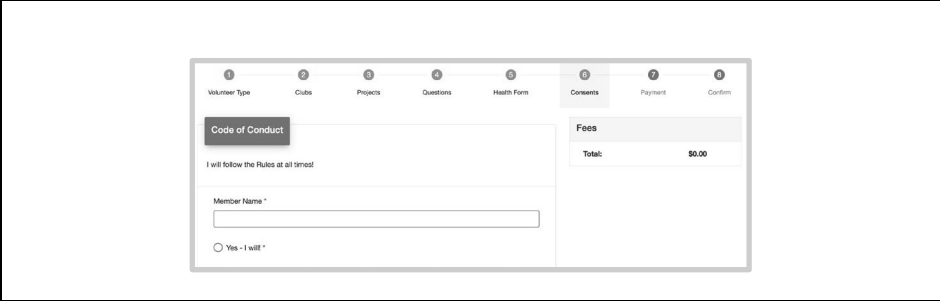 1 2 3 4 5 6 7 8
Volunteer Type Clubs Projects Questions Health Form Consents Payment Confirm
Code of Conduct
I will follow the Rules at all times!
Member Name *
Yes - I will! *
Fees
Total: $0.00